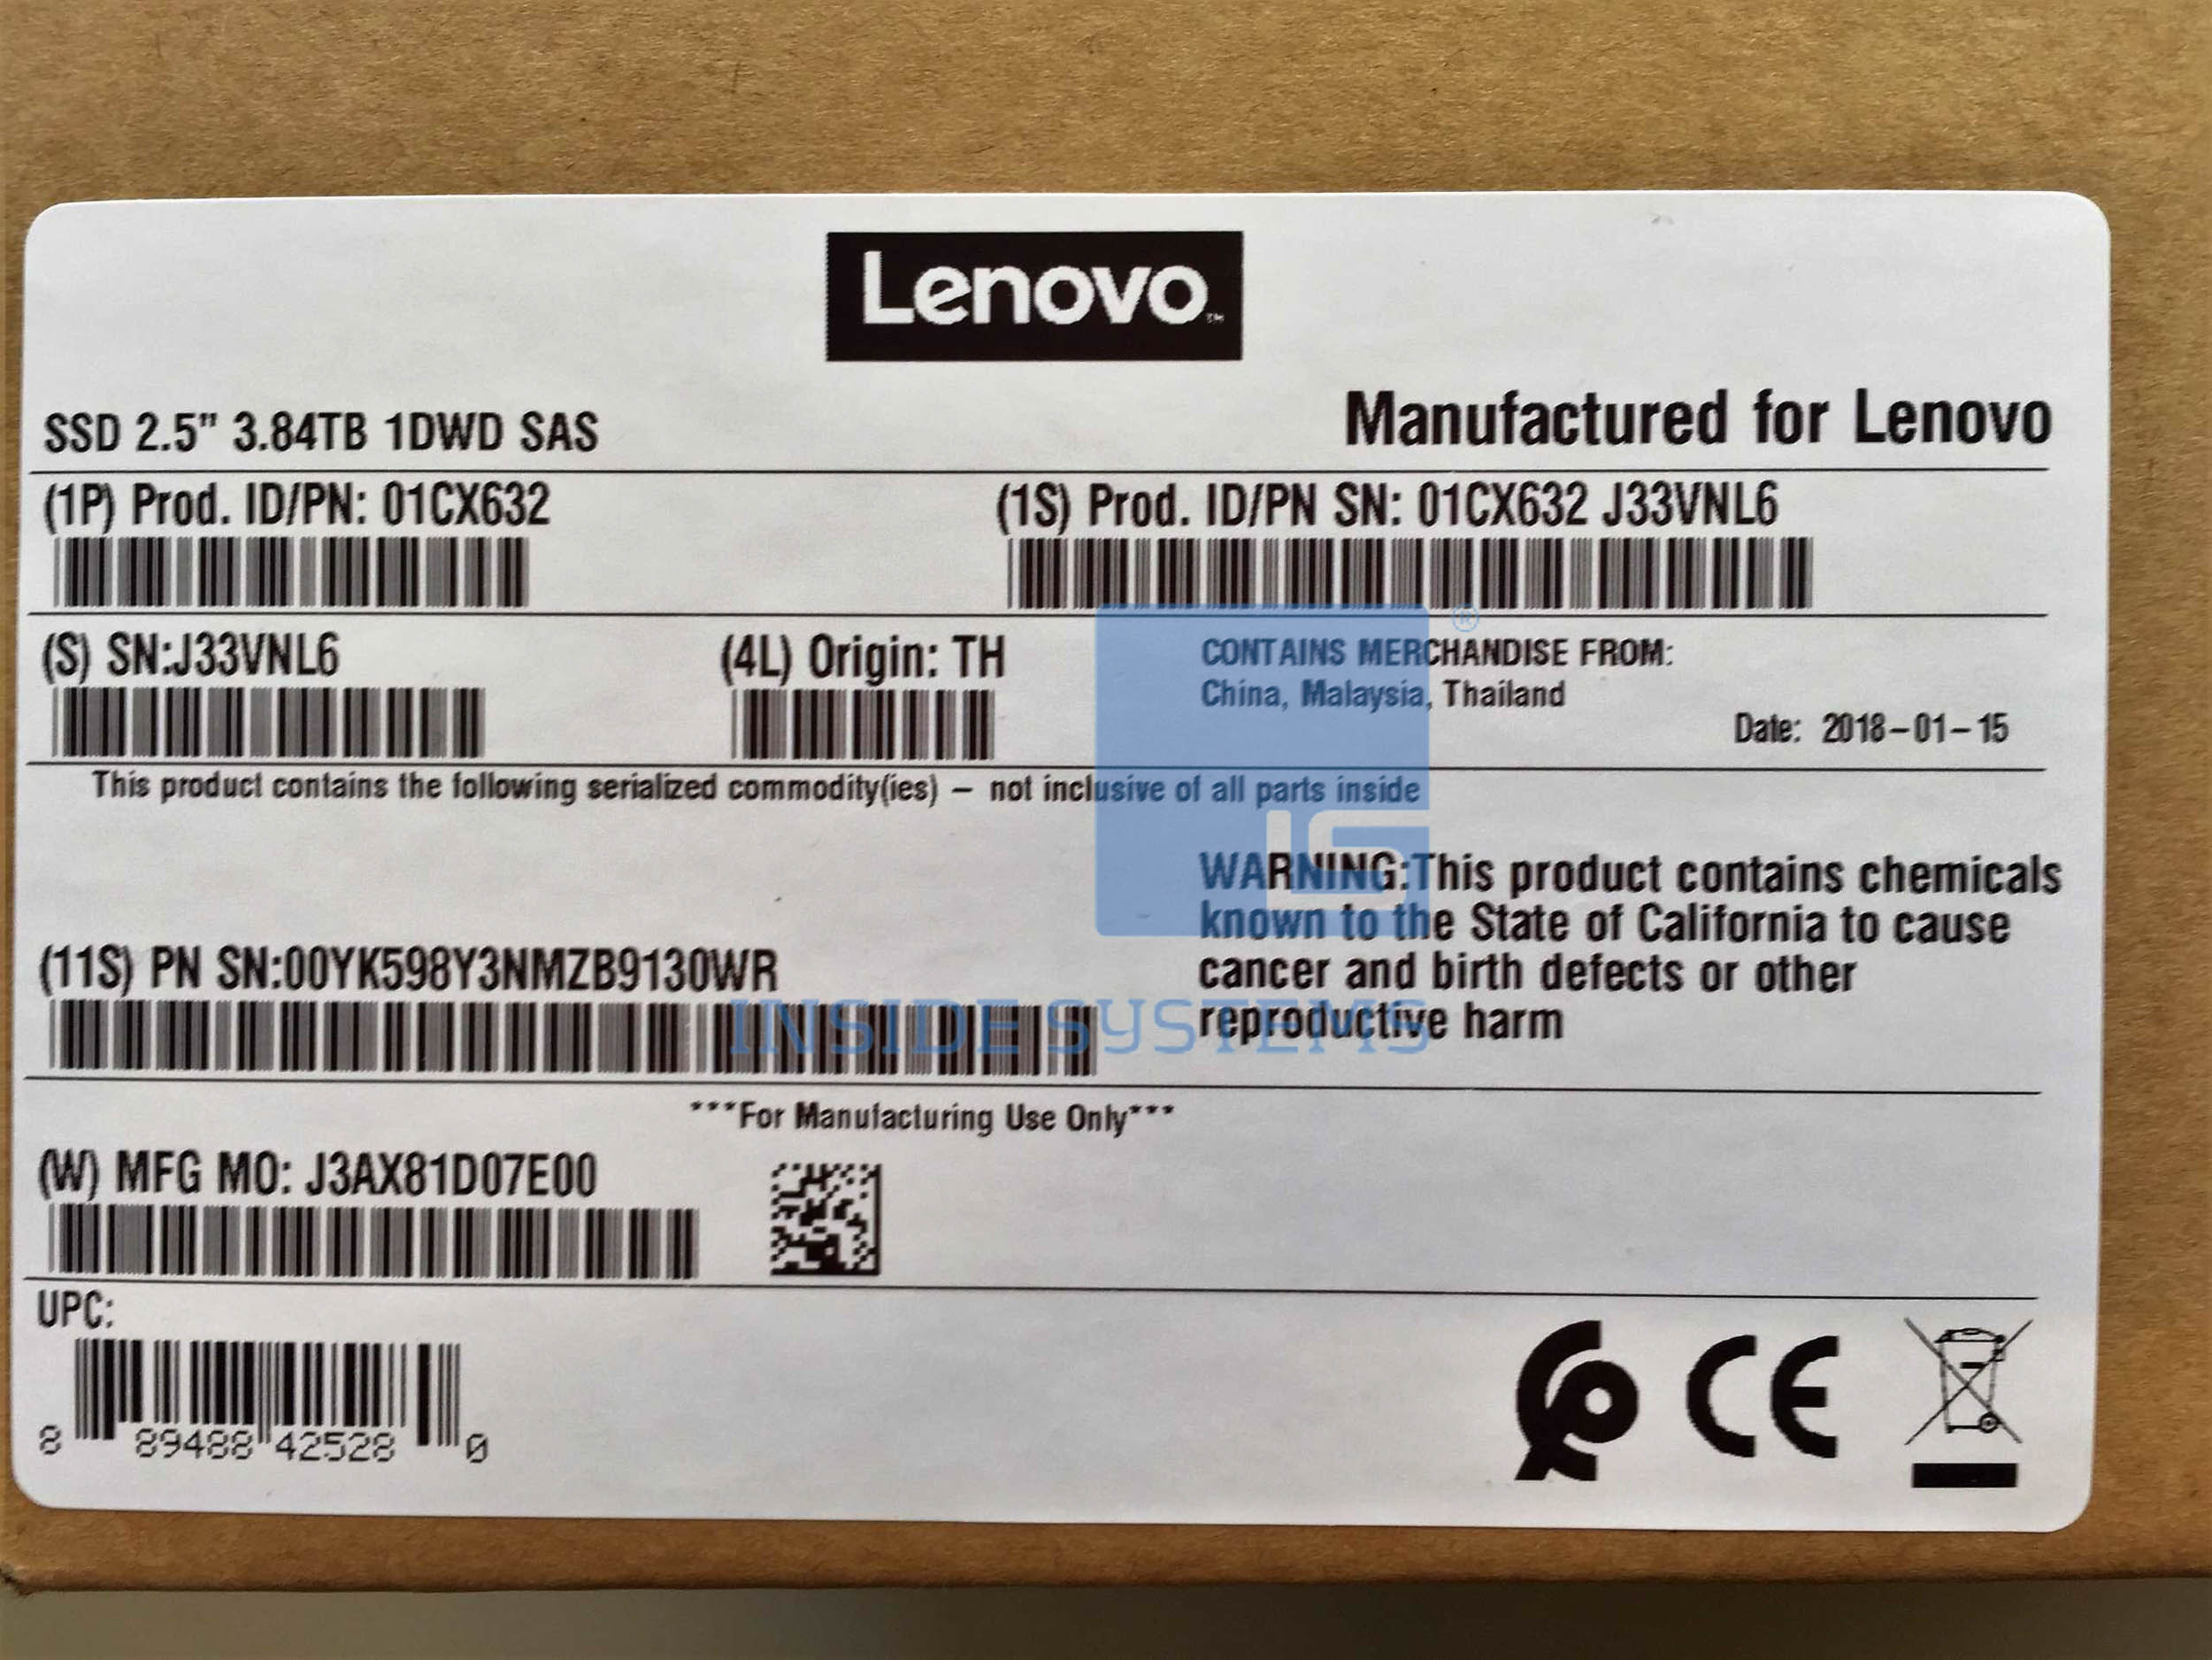 Lenovo™
SSD 2.5" 3.84TB 1DWD SAS
Manufactured for Lenovo
(1P) Prod. ID/PN: 01CX632
(1S) Prod. ID/PN SN: 01CX632 J33VNL6
(S) SN:J33VNL6
(4L) Origin: TH
CONTAINS MERCHANDISE FROM:
China, Malaysia, Thailand
Date: 2018-01-15
This product contains the following serialized commodity(ies) – not inclusive of all parts inside
WARNING:This product contains chemicals
known to the State of California to cause
cancer and birth defects or other
reproductive harm
(11S) PN SN:00YK598Y3NMZB9130WR
INSIDE SYSTEMS
®
***For Manufacturing Use Only***
(W) MFG MO: J3AX81D07E00
UPC:
8 89488 42528 0
CE